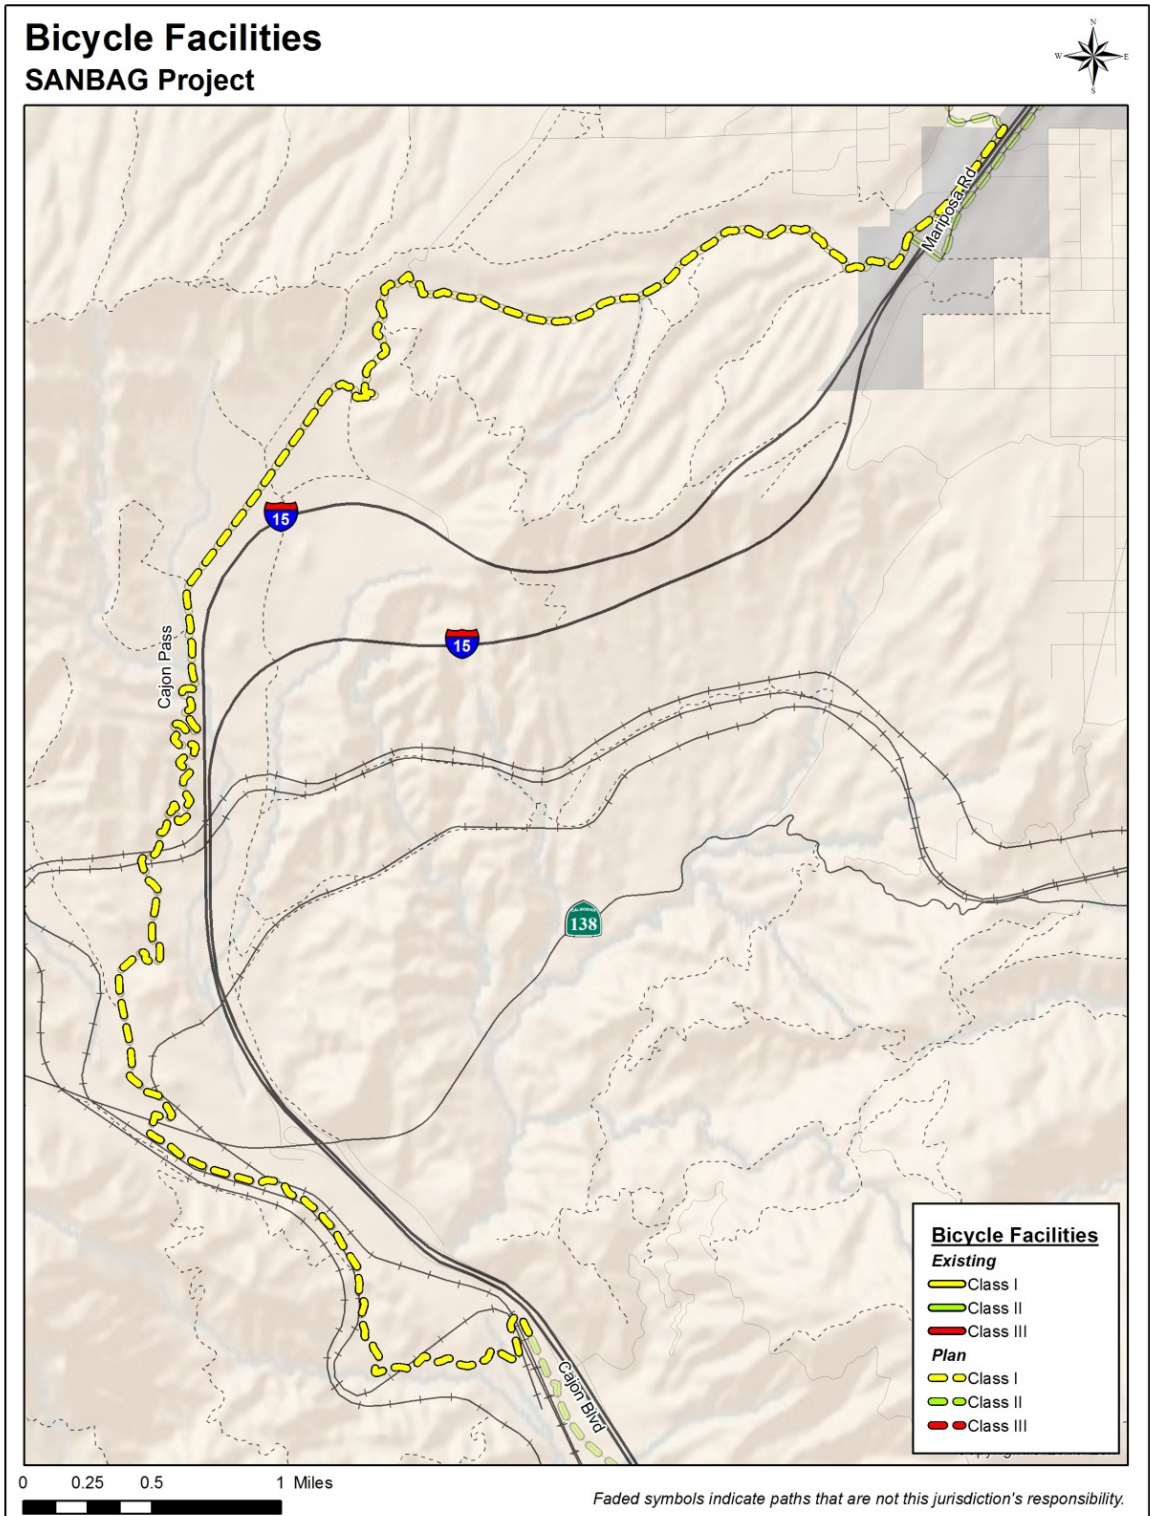 Bicycle Facilities
SANBAG Project
N
W
E
S
Mariposa Rd
15
Cajon Pass
15
CALIFORNIA
138
Cajon Blvd
Bicycle Facilities
Existing
Class I
Class II
Class III
Plan
Class I
Class II
Class III
0 0.25 0.5 1 Miles
Faded symbols indicate paths that are not this jurisdiction's responsibility.